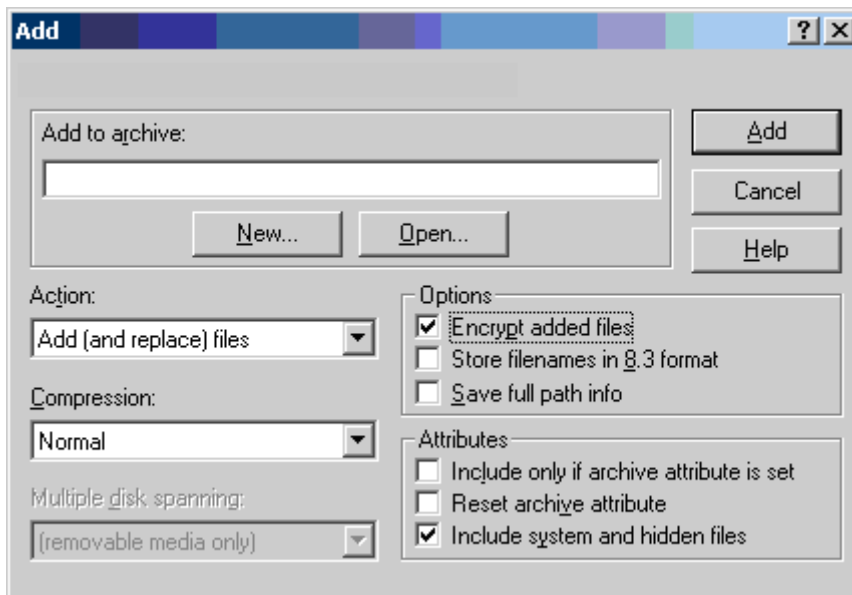 Add
Add to archive:
New...
Open...
Add
Cancel
Help
Action:
Add (and replace) files
Compression:
Normal
Multiple disk spanning:
(removable media only)
Options
Encrypt added files
Store filenames in 8.3 format
Save full path info
Attributes
Include only if archive attribute is set
Reset archive attribute
Include system and hidden files